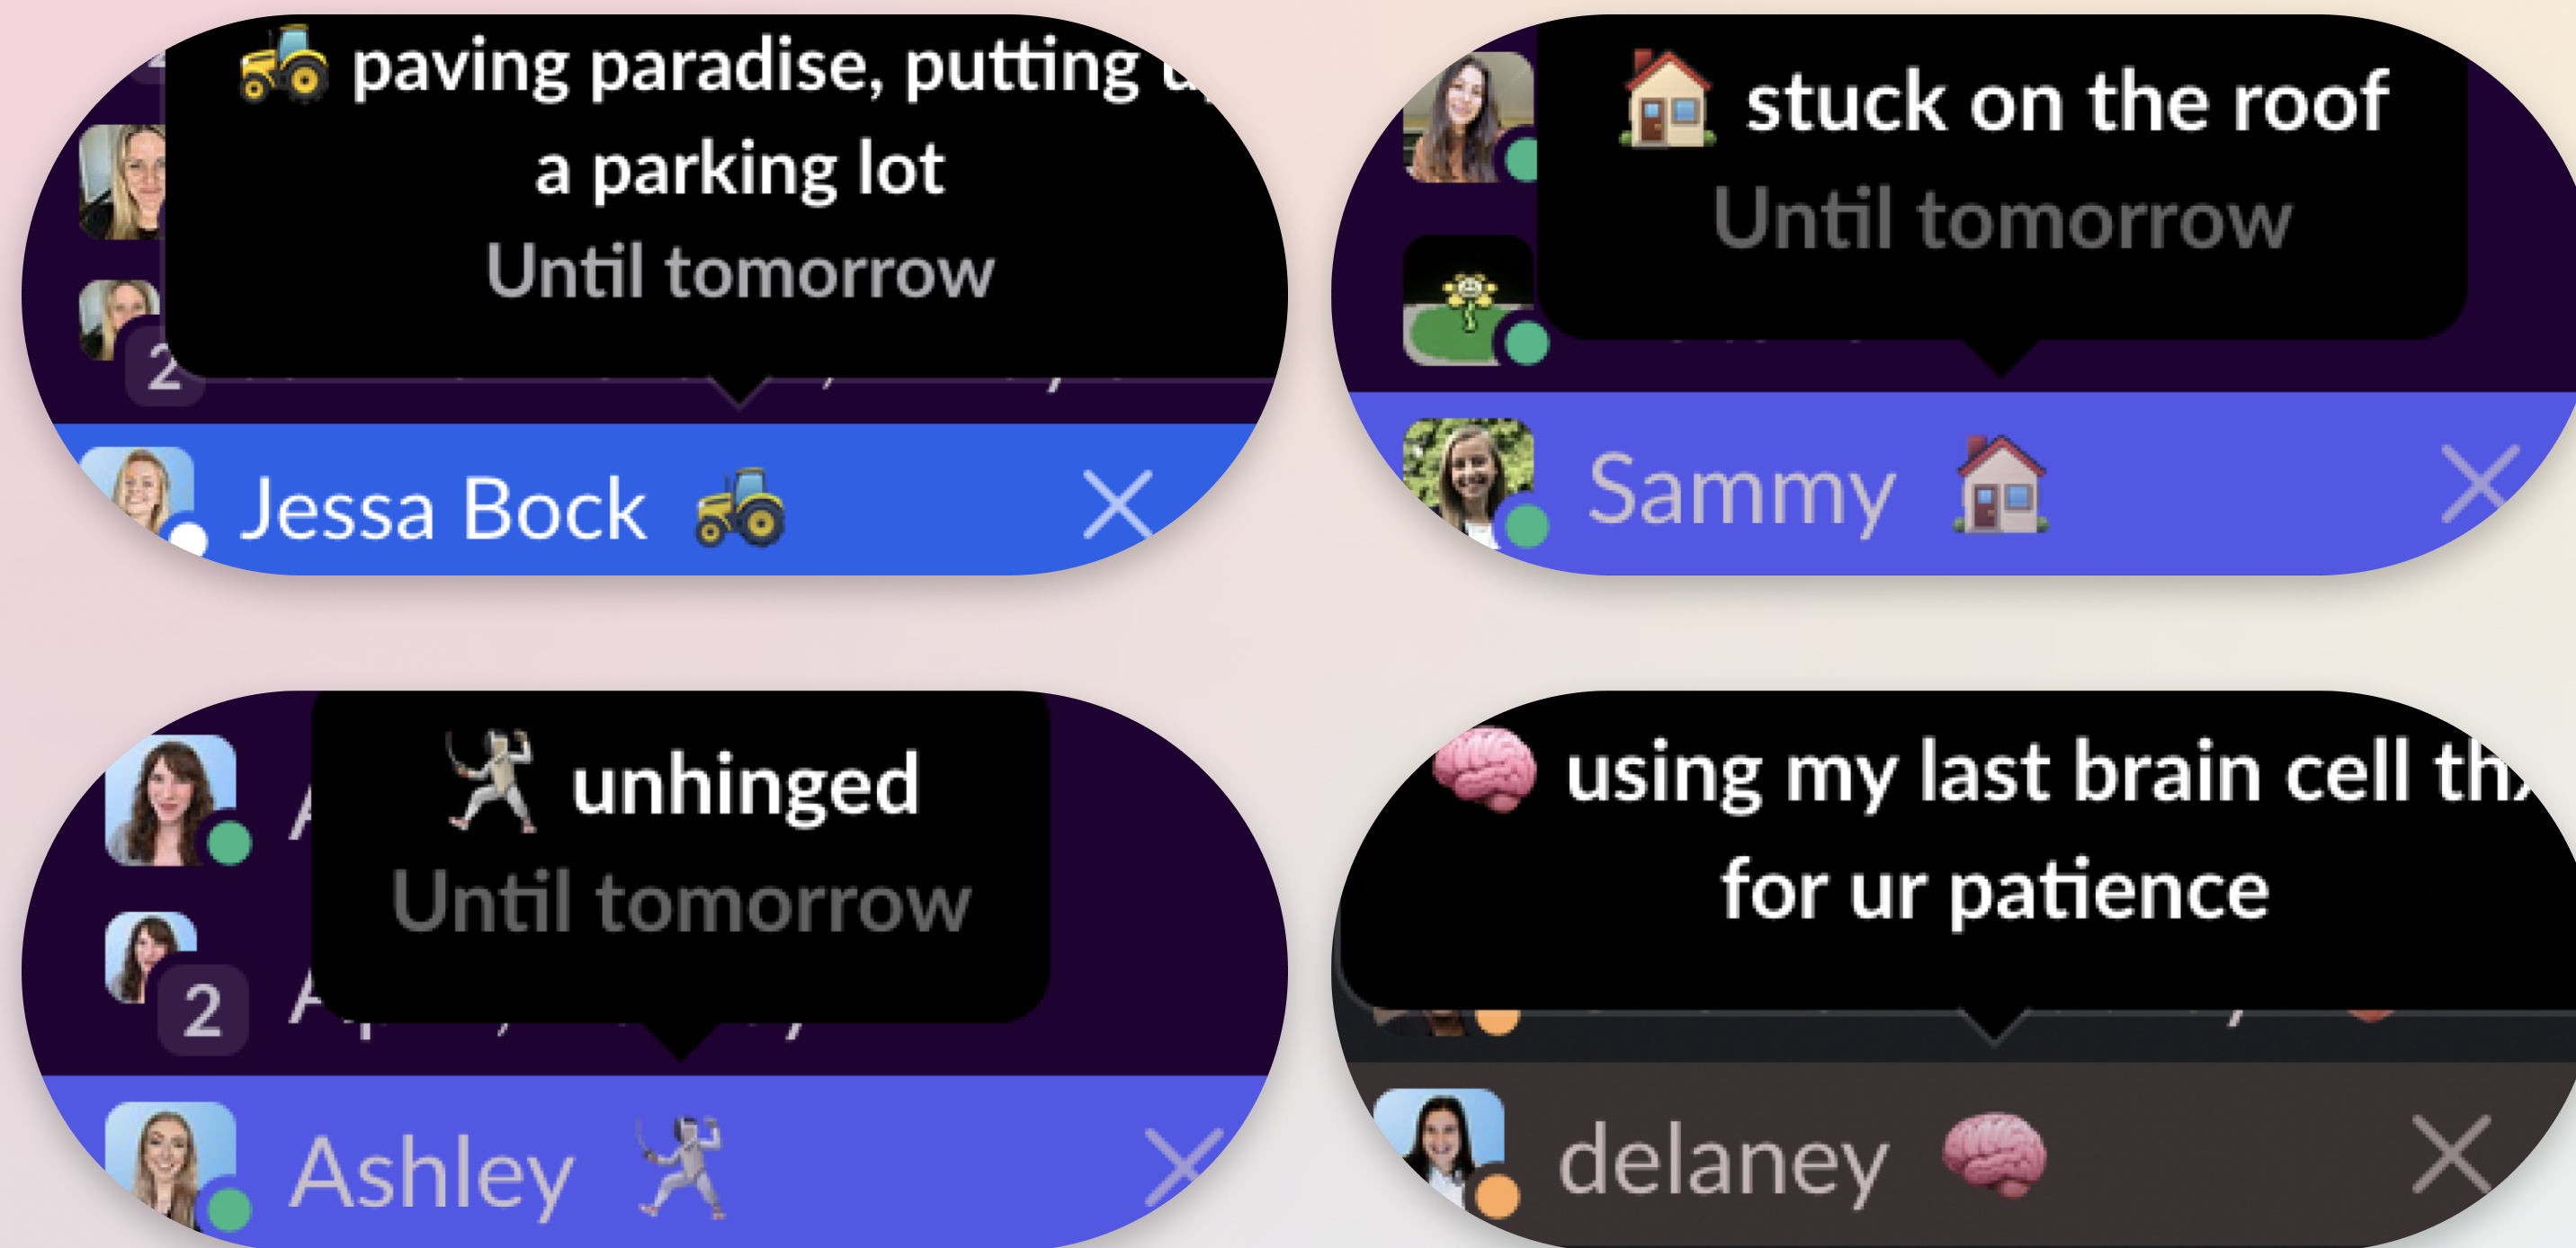 paving paradise, putting
a parking lot
Until tomorrow
2
Jessa Bock
stuck on the roof
Until tomorrow
Sammy
unhinged
Until tomorrow
2
Ashley
using my last brain cell thx
for ur patience
delaney